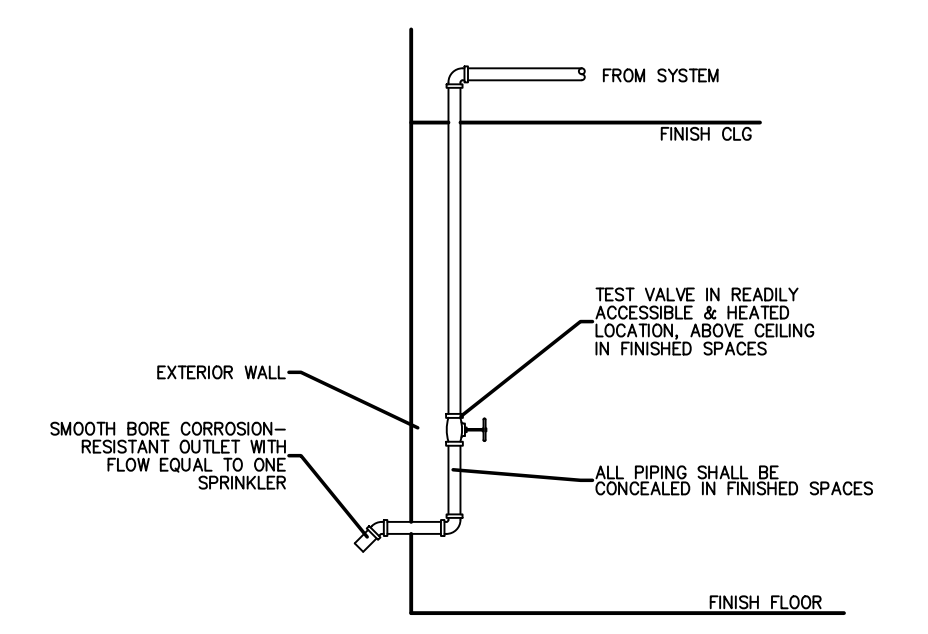 FROM SYSTEM
FINISH CLG
TEST VALVE IN READILY
ACCESSIBLE & HEATED
LOCATION, ABOVE CEILING
IN FINISHED SPACES
EXTERIOR WALL
SMOOTH BORE CORROSION-
RESISTANT OUTLET WITH
FLOW EQUAL TO ONE
SPRINKLER
ALL PIPING SHALL BE
CONCEALED IN FINISHED SPACES
FINISH FLOOR